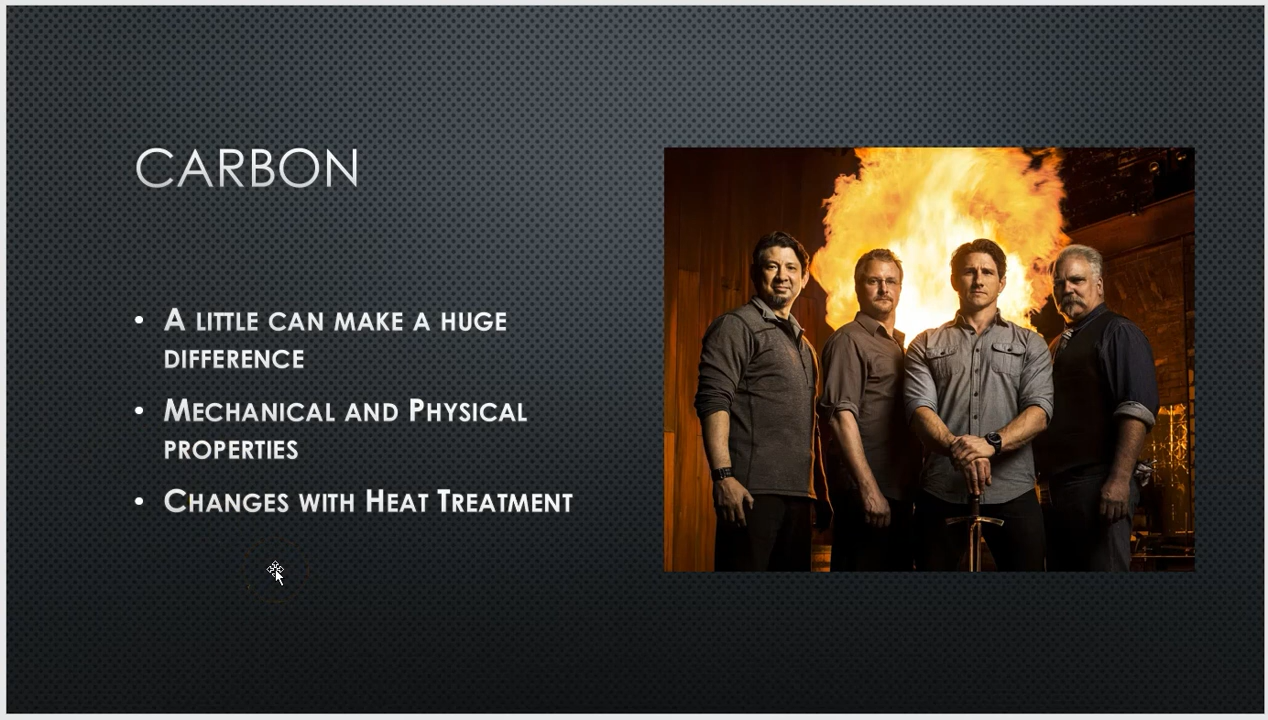 CARBON
• A LITTLE CAN MAKE A HUGE
DIFFERENCE
• MECHANICAL AND PHYSICAL
PROPERTIES
• CHANGES WITH HEAT TREATMENT